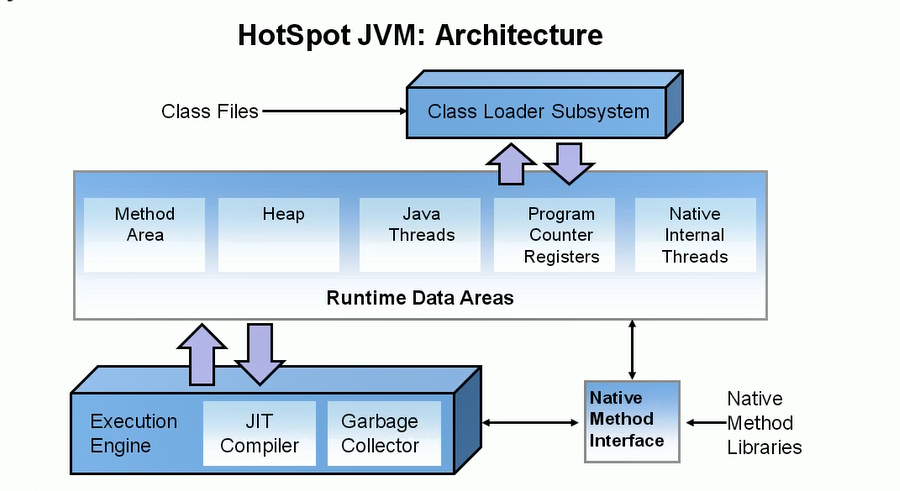 HotSpot JVM: Architecture
Class Files
Class Loader Subsystem
Method
Area
Heap
Java
Threads
Program
Counter
Registers
Native
Internal
Threads
Runtime Data Areas
Execution
Engine
JIT
Compiler
Garbage
Collector
Native
Method
Interface
Native
Method
Libraries